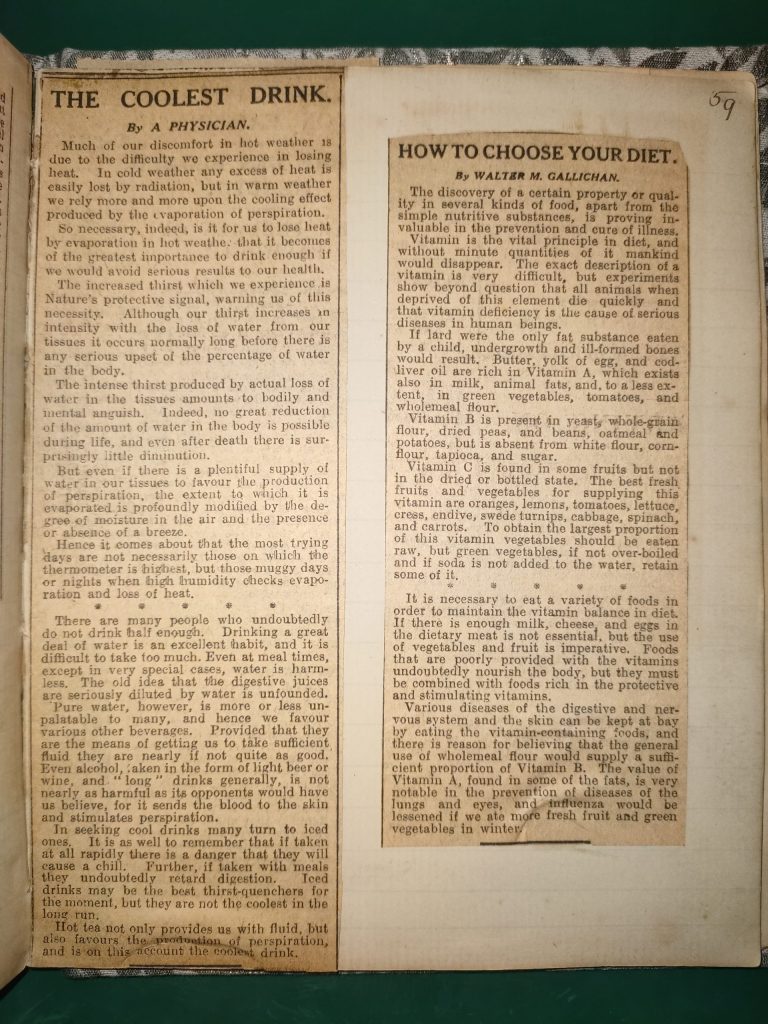 THE COOLEST DRINK.
By A PHYSICIAN.
Much of our discomfort in hot weather is
due to the difficulty we experience in losing
heat. In cold weather any excess of heat is
easily lost by radiation, but in warm weather
we rely more and more upon the cooling effect
produced by the evaporation of perspiration.
So necessary, indeed, is it for us to lose heat
by evaporation in hot weather that it becomes
of the greatest importance to drink enough if
we would avoid serious results to our health.
The increased thirst which we experience is
Nature's protective signal, warning us of this
necessity. Although our thirst increases in
intensity with the loss of water from our
tissues it occurs normally long before there is
any serious upset of the percentage of water
in the body.
The intense thirst produced by actual loss of
water in the tissues amounts to bodily and
mental anguish. Indeed, no great reduction
of the amount of water in the body is possible
during life, and even after death there is sur-
prisingly little diminution.
But even if there is a plentiful supply of
water in our tissues to favour the production
of perspiration, the extent to which it is
evaporated is profoundly modified by the de-
gree of moisture in the air and the presence
or absence of a breeze.
Hence it comes about that the most trying
days are not necessarily those on which the
thermometer is highest, but those muggy days
or nights when high humidity checks evapo-
ration and loss of heat.
* * * * *
There are many people who undoubtedly
do not drink half enough. Drinking a great
deal of water is an excellent habit, and it is
difficult to take too much. Even at meal times,
except in very special cases, water is harm-
less. The old idea that the digestive juices
are seriously diluted by water is unfounded.
Pure water, however, is more or less un-
palatable to many, and hence we favour
various other beverages. Provided that they
are the means of getting us to take sufficient
fluid they are nearly if not quite as good.
Even alcohol, taken in the form of light beer or
wine, and "long" drinks generally, is not
nearly as harmful as its opponents would have
us believe, for it sends the blood to the skin
and stimulates perspiration.
In seeking cool drinks many turn to iced
ones. It is as well to remember that if taken
at all rapidly there is a danger that they will
cause a chill. Further, if taken with meals
they undoubtedly retard digestion. Iced
drinks may be the best thirst-quenchers for
the moment, but they are not the coolest in the
long run.
Hot tea not only provides us with fluid, but
also favours the production of perspiration,
and is on this account the coolest drink.
59
HOW TO CHOOSE YOUR DIET.
By WALTER M. GALLICHAN.
The discovery of a certain property or qual-
ity in several kinds of food, apart from the
simple nutritive substances, is proving in-
valuable in the prevention and cure of illness.
Vitamin is the vital principle in diet, and
without minute quantities of it mankind
would disappear. The exact description of a
vitamin is very difficult, but experiments
show beyond question that all animals when
deprived of this element die quickly and
that vitamin deficiency is the cause of serious
diseases in human beings.
If lard were the only fat substance eaten
by a child, undergrowth and ill-formed bones
would result. Butter, yolk of egg, and cod-
liver oil are rich in Vitamin A, which exists
also in milk, animal fats, and, to a less ex-
tent, in green vegetables, tomatoes, and
wholemeal flour.
Vitamin B is present in yeast, whole-grain
flour, dried peas, and beans, oatmeal and
potatoes, but is absent from white flour, corn-
flour, tapioca, and sugar.
Vitamin C is found in some fruits but not
in the dried or bottled state. The best fresh
fruits and vegetables for supplying this
vitamin are oranges, lemons, tomatoes, lettuce,
cress, endive, swede turnips, cabbage, spinach,
and carrots. To obtain the largest proportion
of this vitamin vegetables should be eaten
raw, but green vegetables, if not over-boiled
and if soda is not added to the water, retain
some of it.
* * * * *
It is necessary to eat a variety of foods in
order to maintain the vitamin balance in diet.
If there is enough milk, cheese, and eggs in
the dietary meat is not essential, but the use
of vegetables and fruit is imperative. Foods
that are poorly provided with the vitamins
undoubtedly nourish the body, but they must
be combined with foods rich in the protective
and stimulating vitamins.
Various diseases of the digestive and ner-
vous system and the skin can be kept at bay
by eating the vitamin-containing foods, and
there is reason for believing that the general
use of wholemeal flour would supply a suffi-
cient proportion of Vitamin B. The value of
Vitamin A, found in some of the fats, is very
notable in the prevention of diseases of the
lungs and eyes, and influenza would be
lessened if we ate more fresh fruit and green
vegetables in winter.